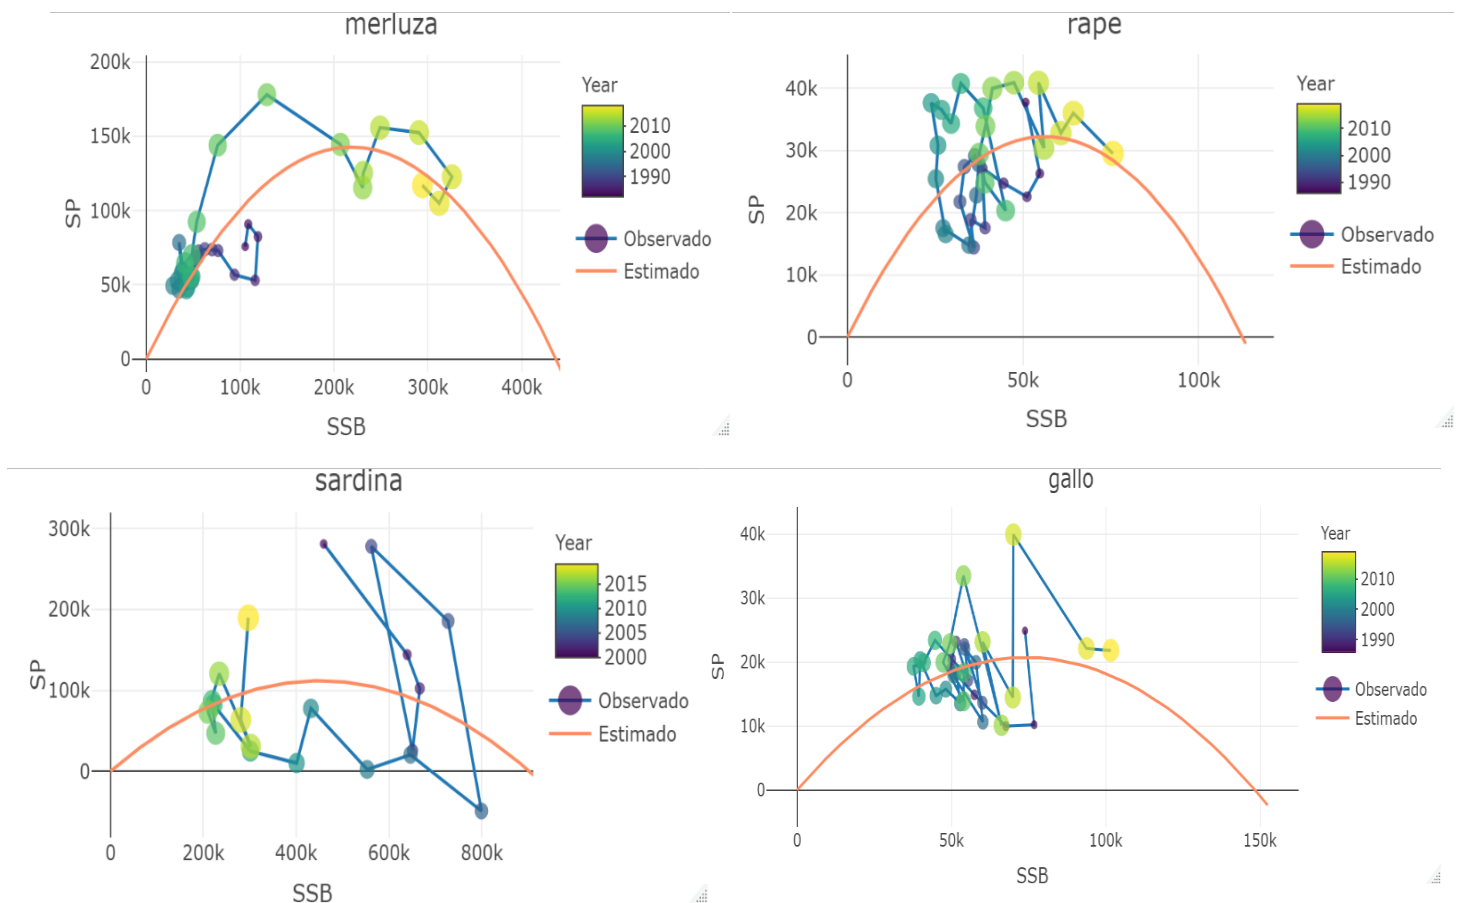 merluza
200k
150k
100k
50k
0
SP
0
100k
200k
300k
400k
SSB
Year
2010
2000
1990
Observado
Estimado
rape
40k
30k
20k
10k
0
SP
0
50k
100k
SSB
Year
2010
2000
1990
Observado
Estimado
sardina
300k
200k
100k
0
SP
0
200k
400k
600k
800k
SSB
Year
2015
2010
2005
2000
Observado
Estimado
gallo
40k
30k
20k
10k
0
SP
0
50k
100k
150k
SSB
Year
2010
2000
1990
Observado
Estimado